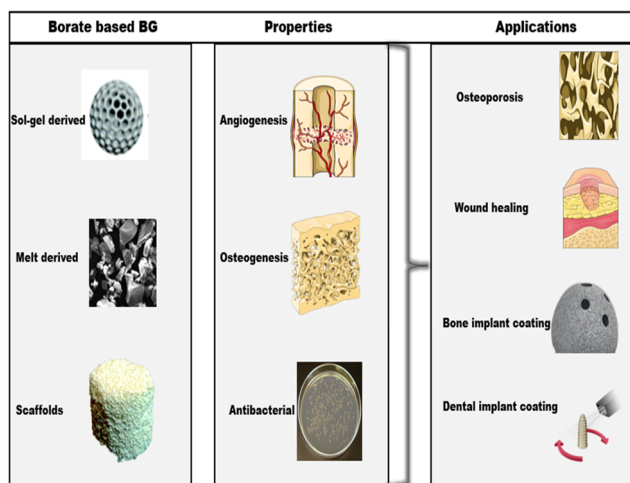 Borate based BG
Properties
Applications
Sol-gel derived
Melt derived
Scaffolds
Angiogenesis
Osteogenesis
Antibacterial
Osteoporosis
Wound healing
Bone implant coating
Dental implant coating